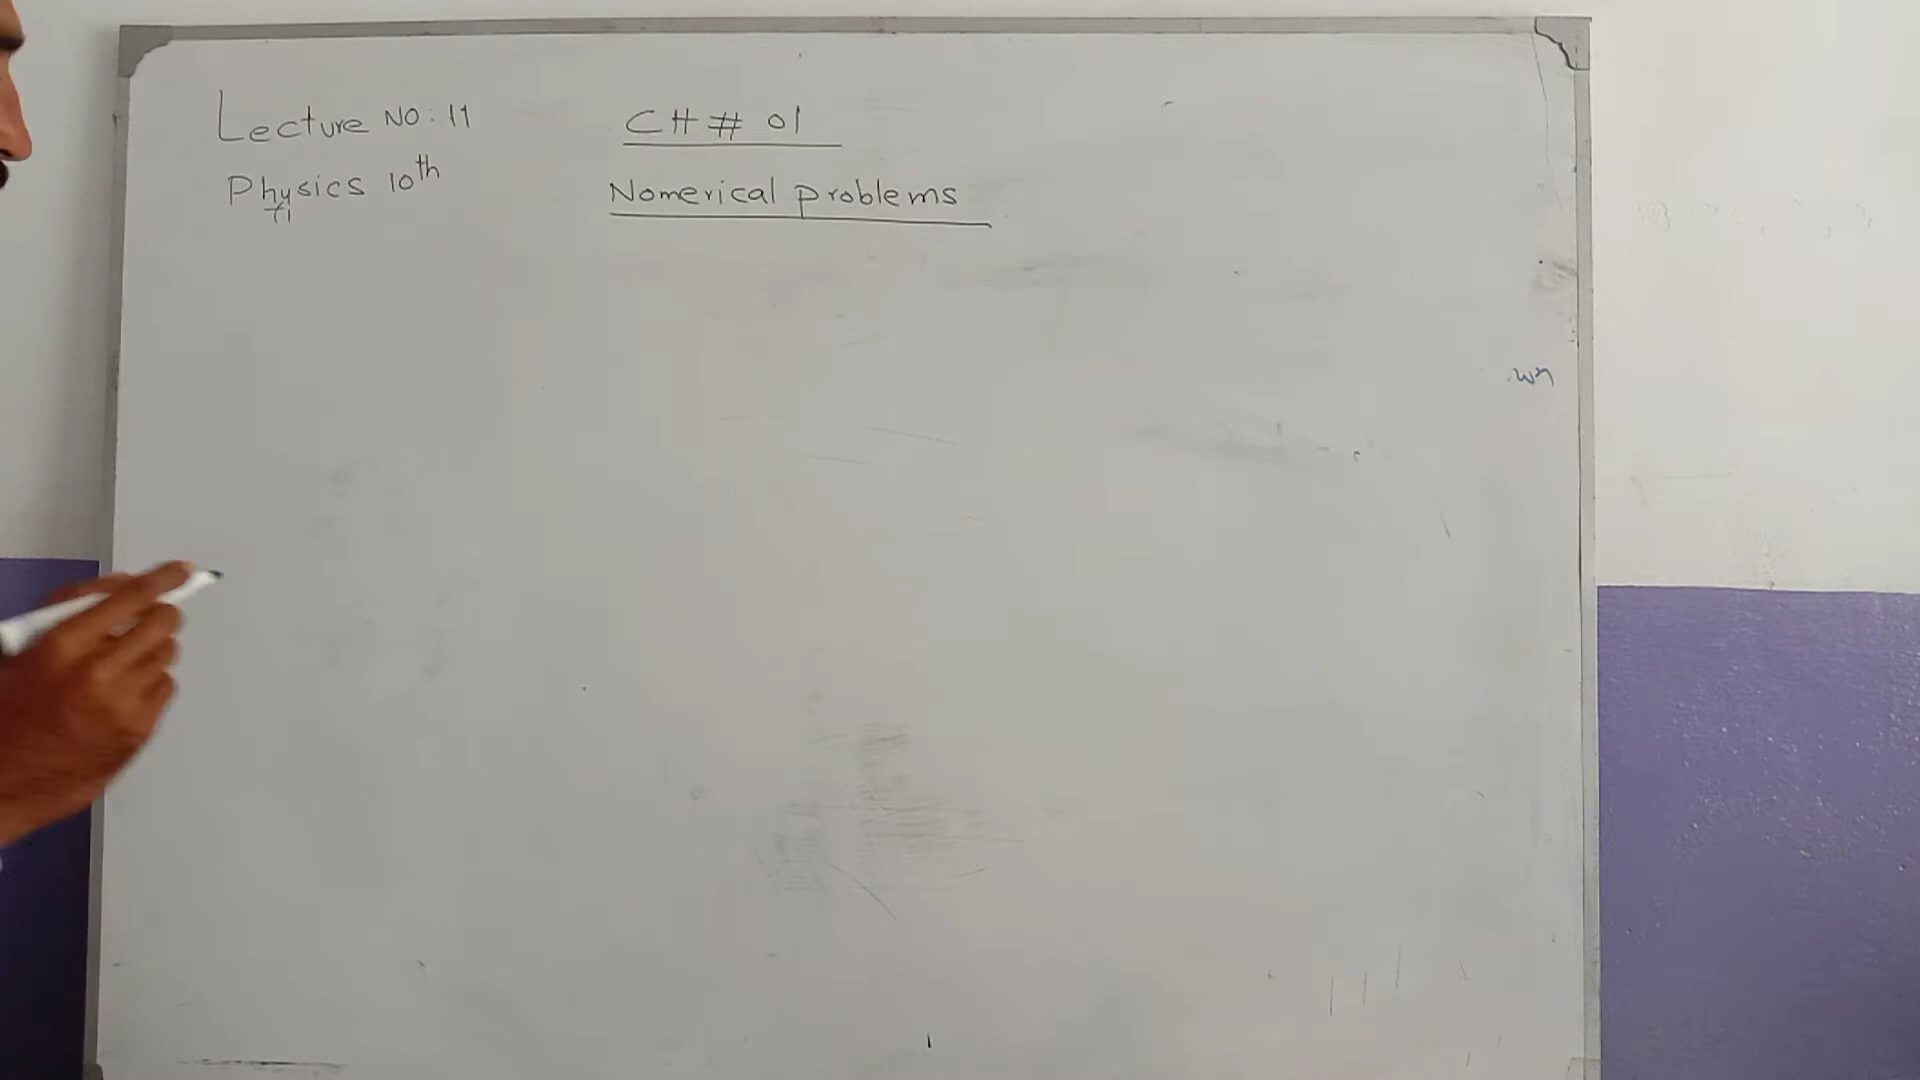 Lecture NO: 11
CH # 01
Physics 10th
Nomerical problems